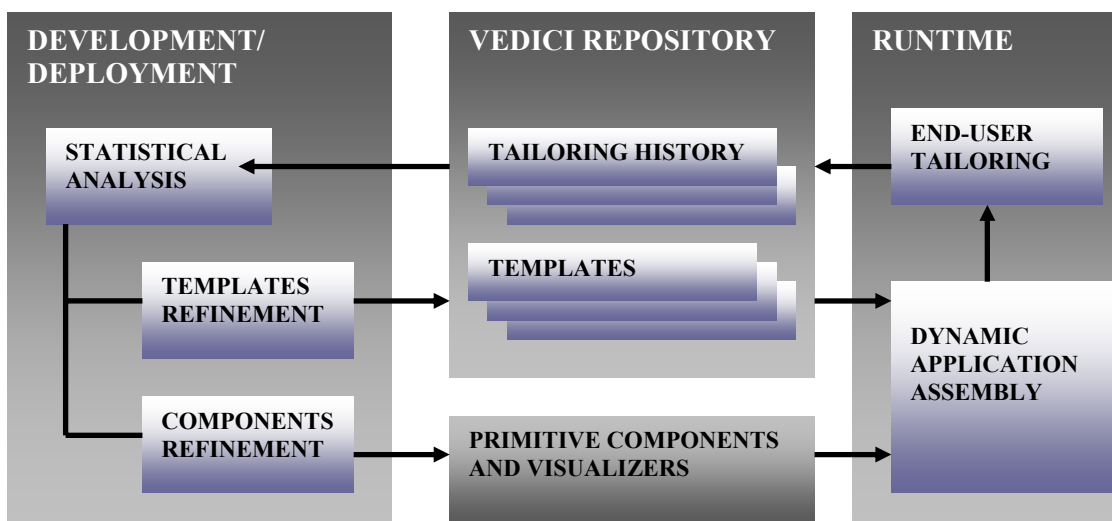 DEVELOPMENT/
DEPLOYMENT
STATISTICAL
ANALYSIS
TEMPLATES
REFINEMENT
COMPONENTS
REFINEMENT
VEDICI REPOSITORY
TAILORING HISTORY
TEMPLATES
PRIMITIVE COMPONENTS
AND VISUALIZERS
RUNTIME
END-USER
TAILORING
DYNAMIC
APPLICATION
ASSEMBLY